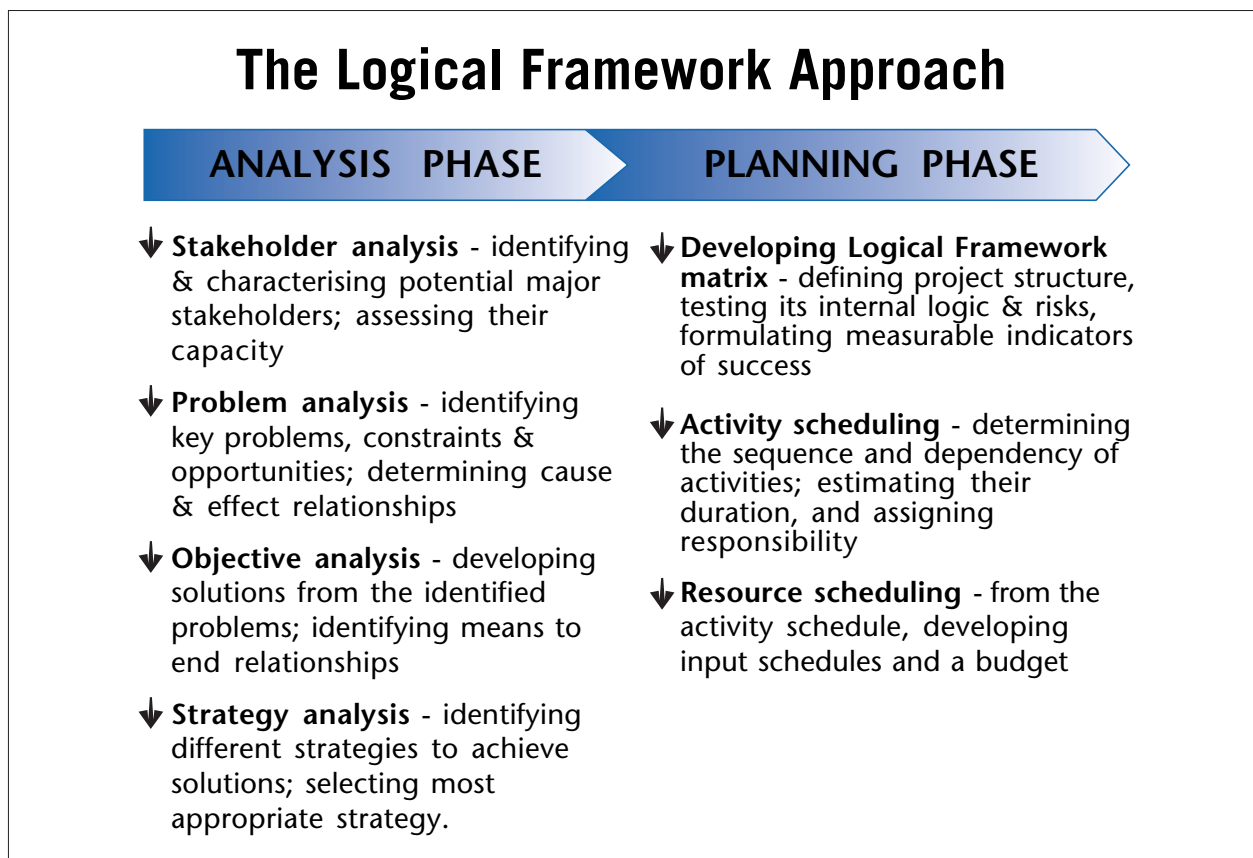 The Logical Framework Approach
ANALYSIS PHASE
PLANNING PHASE
Stakeholder analysis - identifying
& characterising potential major
stakeholders; assessing their
capacity
Problem analysis - identifying
key problems, constraints &
opportunities; determining cause
& effect relationships
Objective analysis - developing
solutions from the identified
problems; identifying means to
end relationships
Strategy analysis - identifying
different strategies to achieve
solutions; selecting most
appropriate strategy.
Developing Logical Framework
matrix - defining project structure,
testing its internal logic & risks,
formulating measurable indicators
of success
Activity scheduling - determining
the sequence and dependency of
activities; estimating their
duration, and assigning
responsibility
Resource scheduling - from the
activity schedule, developing
input schedules and a budget